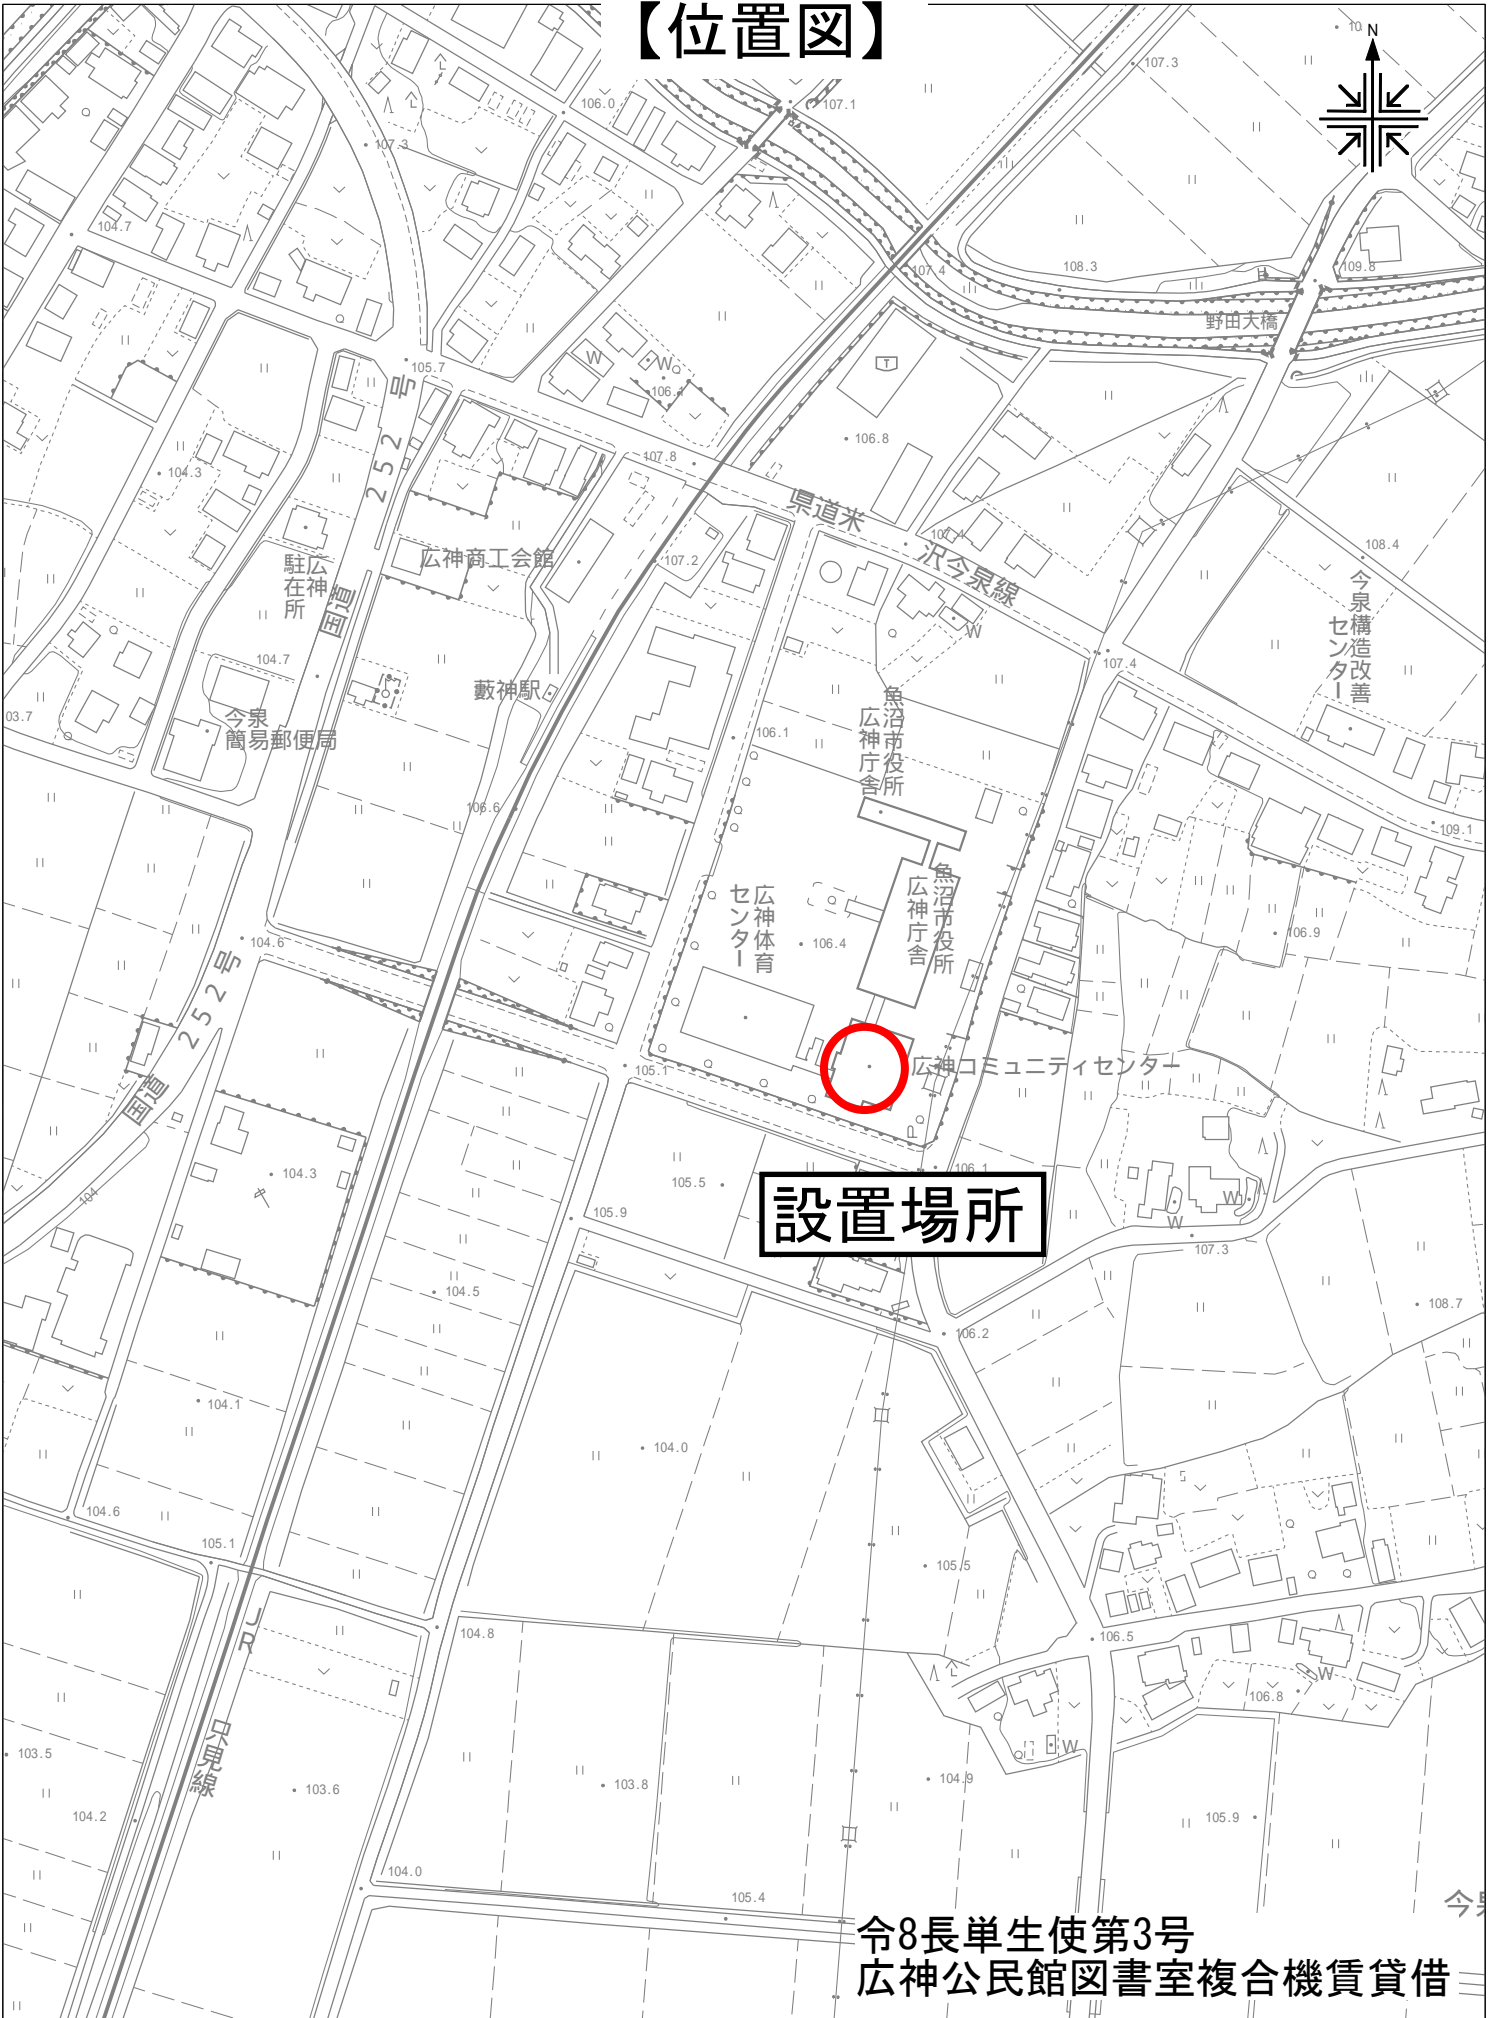 【位置図】
N
10
107.3
107.1
106.0
107.3
104.7
107.4
108.3
109.8
野田大橋
105.7
W
W
106.1
T
106.8
107.8
104.3
国道252号
県道米沢今泉線
107.4
108.4
広神商工会館
広神
駐在所
107.2
今泉構造改善
センター
W
104.7
107.4
藪神駅
03.7
今泉
簡易郵便局
106.1
魚沼市役所
広神庁舎
106.6
109.1
魚沼市役所
広神庁舎
広神体育
センター
104.6
106.4
106.9
国道252号
105.1
広神コミュニティセンター
P
104.3
104
105.5
106.1
設置場所
105.9
W
W
107.3
104.5
108.7
106.2
104.1
104.0
104.6
105.1
105.5
JR只見線
104.8
106.5
W
106.8
W
103.5
103.6
103.8
104.9
104.2
105.9
104.0
105.4
令8長単生使第3号
広神公民館図書室複合機賃貸借